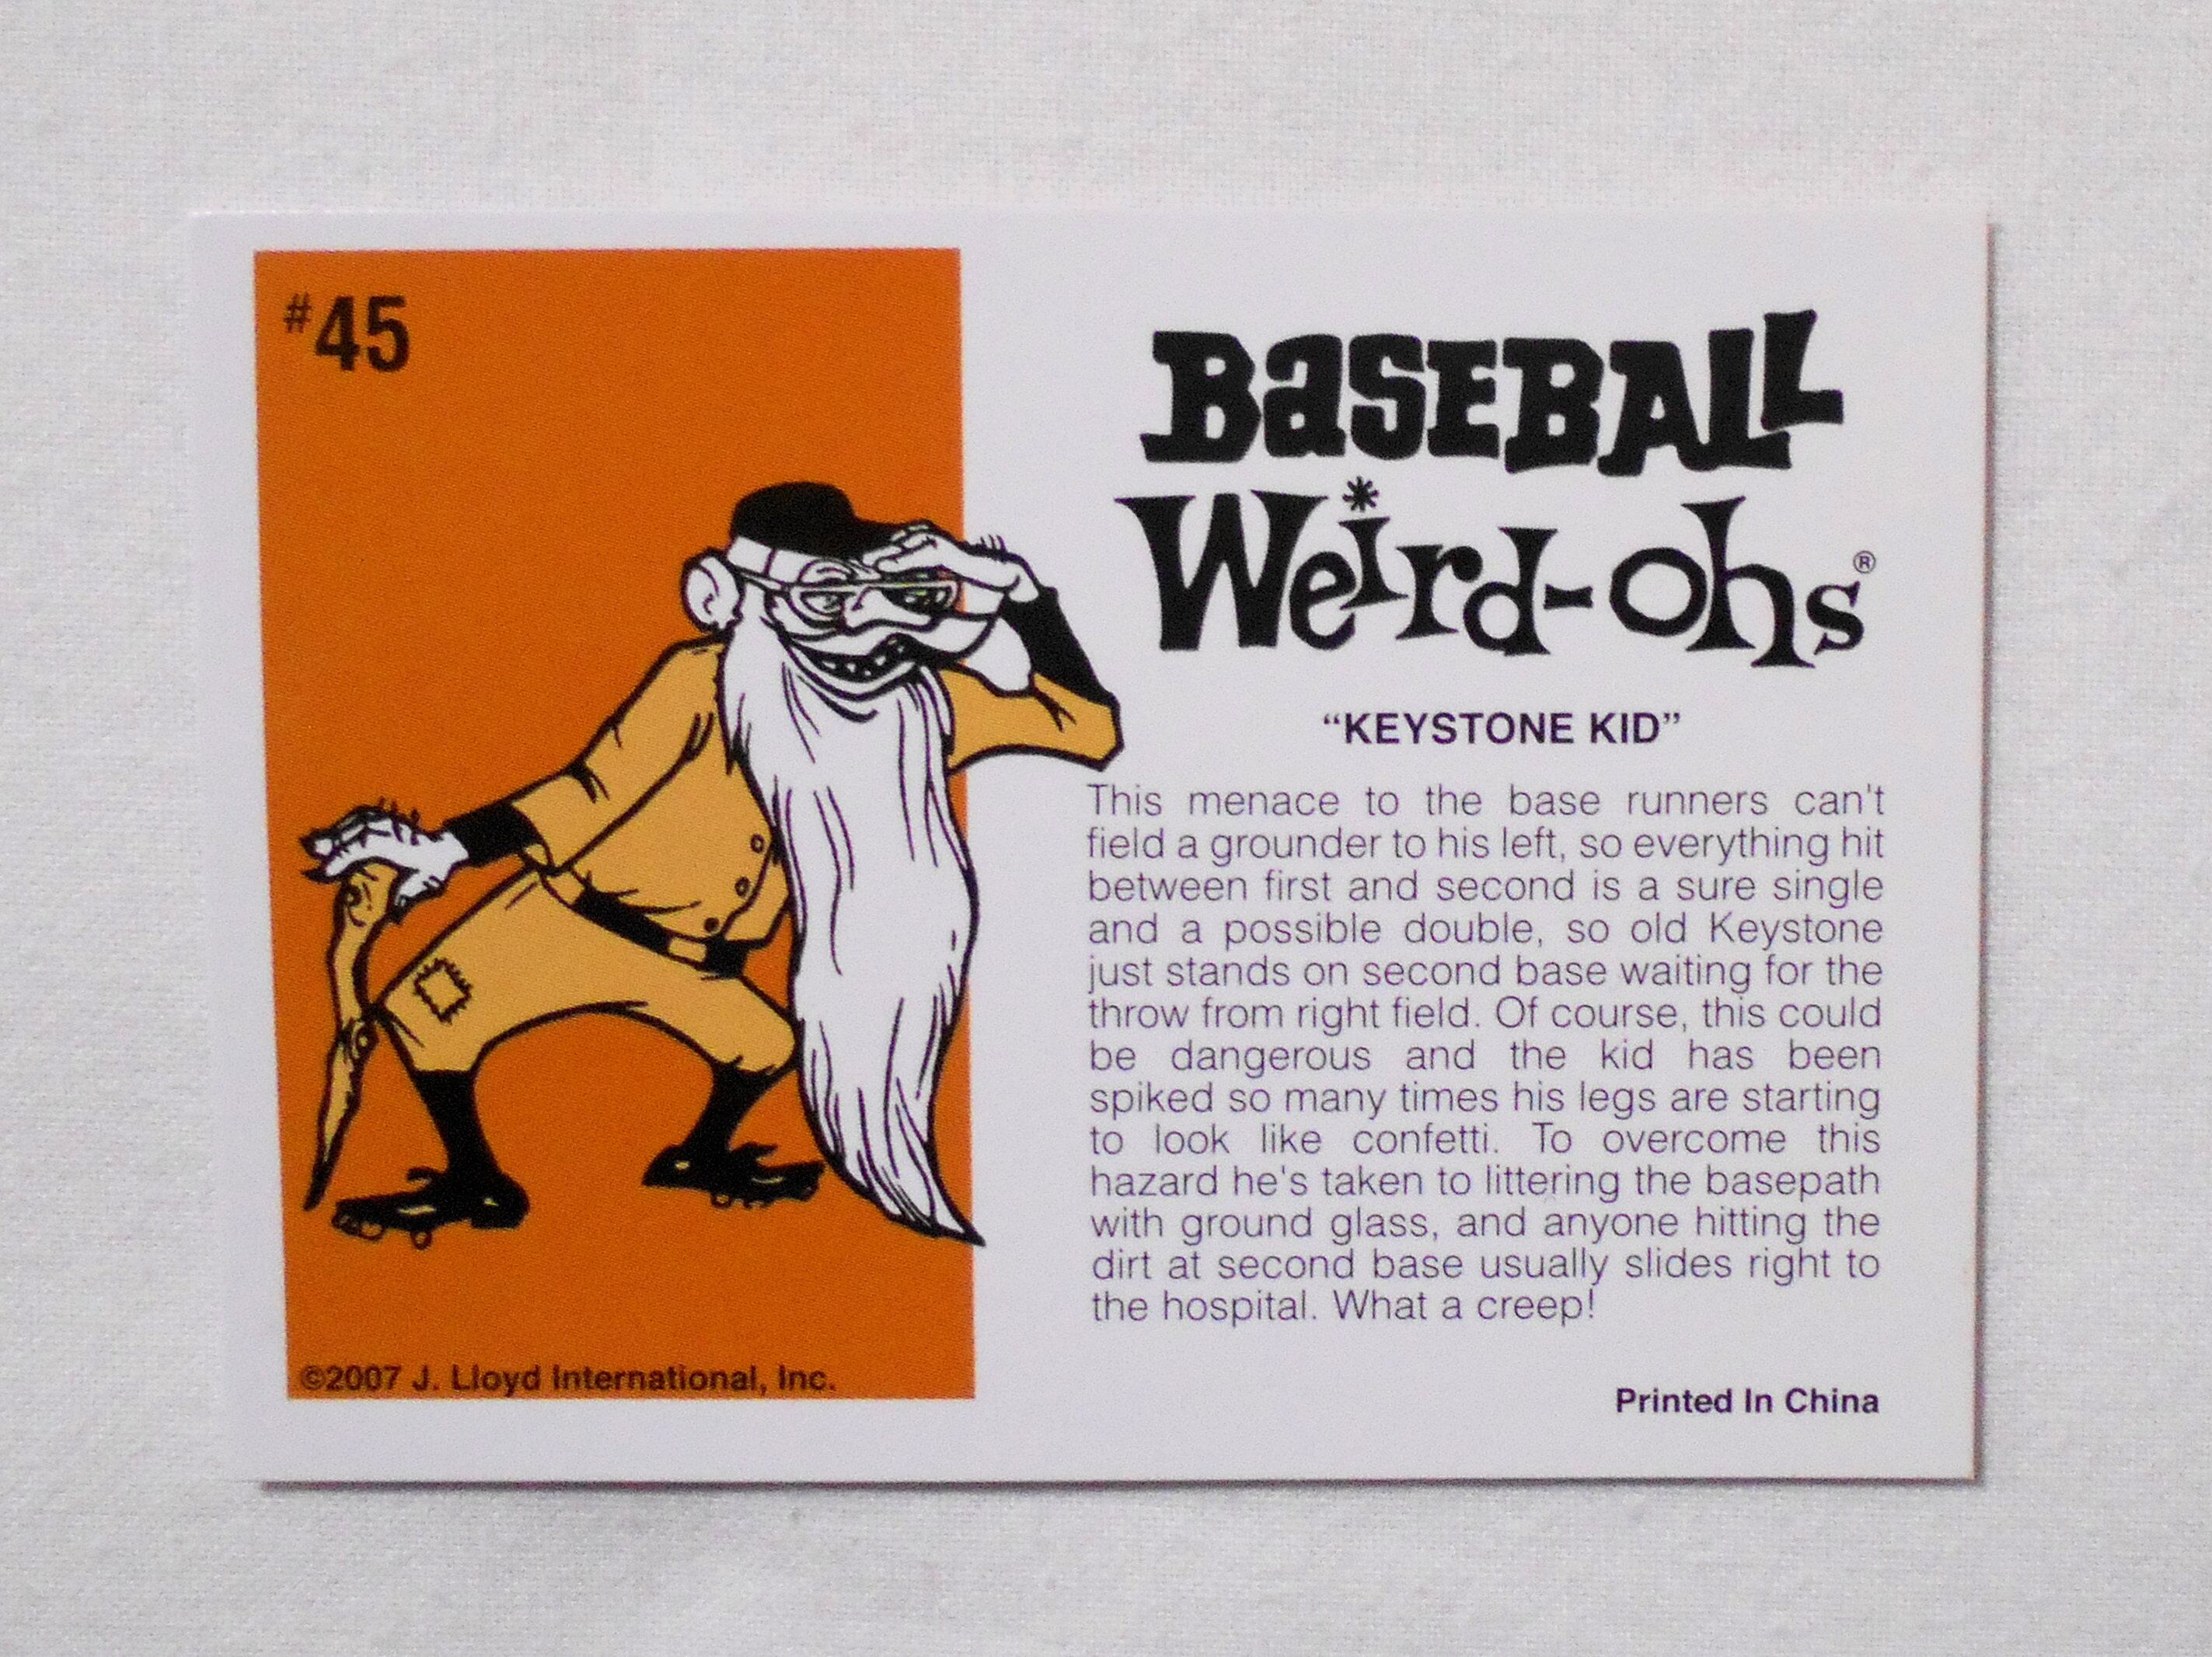 #45
BaseBALL
Weird-ohs®
“KEYSTONE KID”
This menace to the base runners can't
field a grounder to his left, so everything hit
between first and second is a sure single
and a possible double, so old Keystone
just stands on second base waiting for the
throw from right field. Of course, this could
be dangerous and the kid has been
spiked so many times his legs are starting
to look like confetti. To overcome this
hazard he's taken to littering the basepath
with ground glass, and anyone hitting the
dirt at second base usually slides right to
the hospital. What a creep!
©2007 J. Lloyd International, Inc.
Printed In China